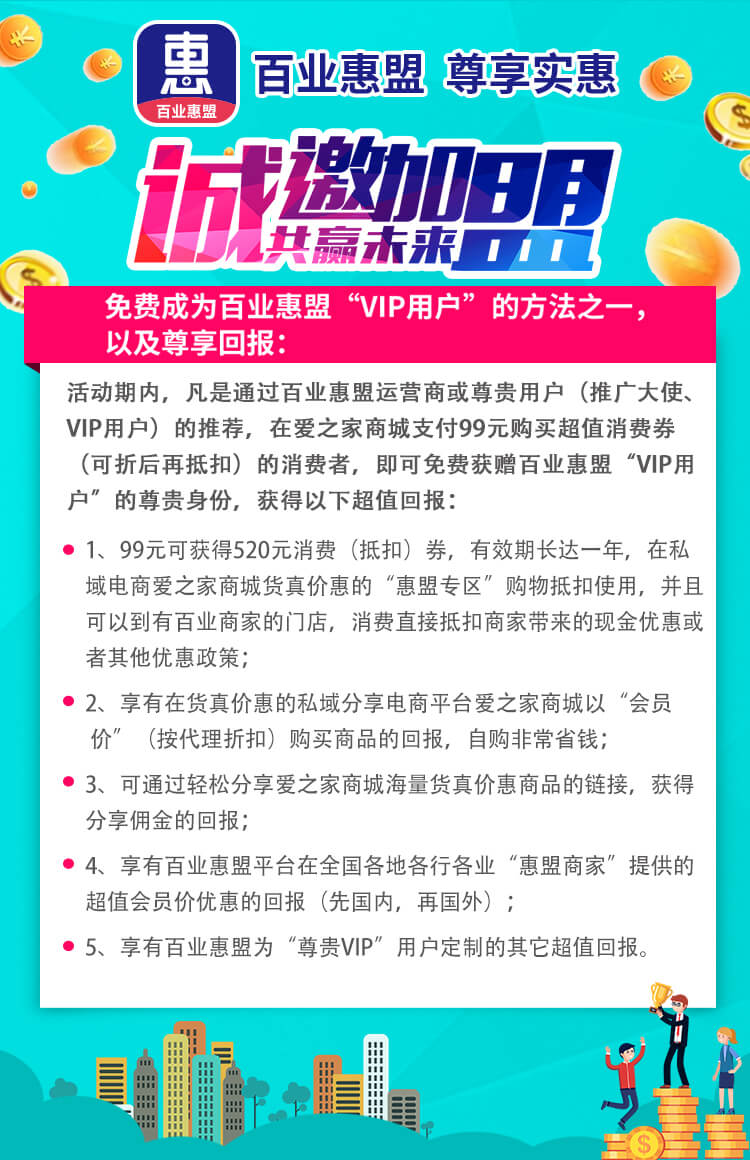 惠
百业惠盟
百业惠盟 尊享实惠
诚邀加盟
共赢未来
免费成为百业惠盟“VIP用户”的方法之一，
以及尊享回报：
活动期内，凡是通过百业惠盟运营商或尊贵用户（推广大使、
VIP用户）的推荐，在爱之家商城支付99元购买超值消费券
（可折后再抵扣）的消费者，即可免费获赠百业惠盟“VIP用
户”的尊贵身份，获得以下超值回报：
1、99元可获得520元消费（抵扣）券，有效期长达一年，在私
域电商爱之家商城货真价惠的“惠盟专区”购物抵扣使用，并且
可以到有百业商家的门店，消费直接抵扣商家带来的现金优惠或
者其他优惠政策；
2、享有在货真价惠的私域分享电商平台爱之家商城以“会员
价”（按代理折扣）购买商品的回报，自购非常省钱；
3、可通过轻松分享爱之家商城海量货真价惠商品的链接，获得
分享佣金的回报；
4、享有百业惠盟平台在全国各地各行各业“惠盟商家”提供的
超值会员价优惠的回报（先国内，再国外）；
5、享有百业惠盟为“尊贵VIP”用户定制的其它超值回报。